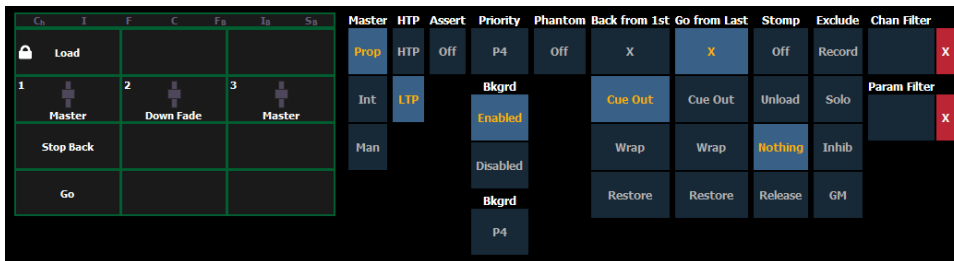 Ch I F C FB IB SB
Master HTP Assert Priority Phantom Back from 1st Go from Last Stomp Exclude Chan Filter
Load
Prop HTP Off P4 Off X X Off Record X
1 2 3
Bkgrd Param Filter
Master Down Fade Master
Int LTP Enabled Cue Out Cue Out Unload Solo X
Stop Back
Man Disabled Wrap Wrap Nothing Inhib
Go
Bkgrd Restore Restore Release GM
P4